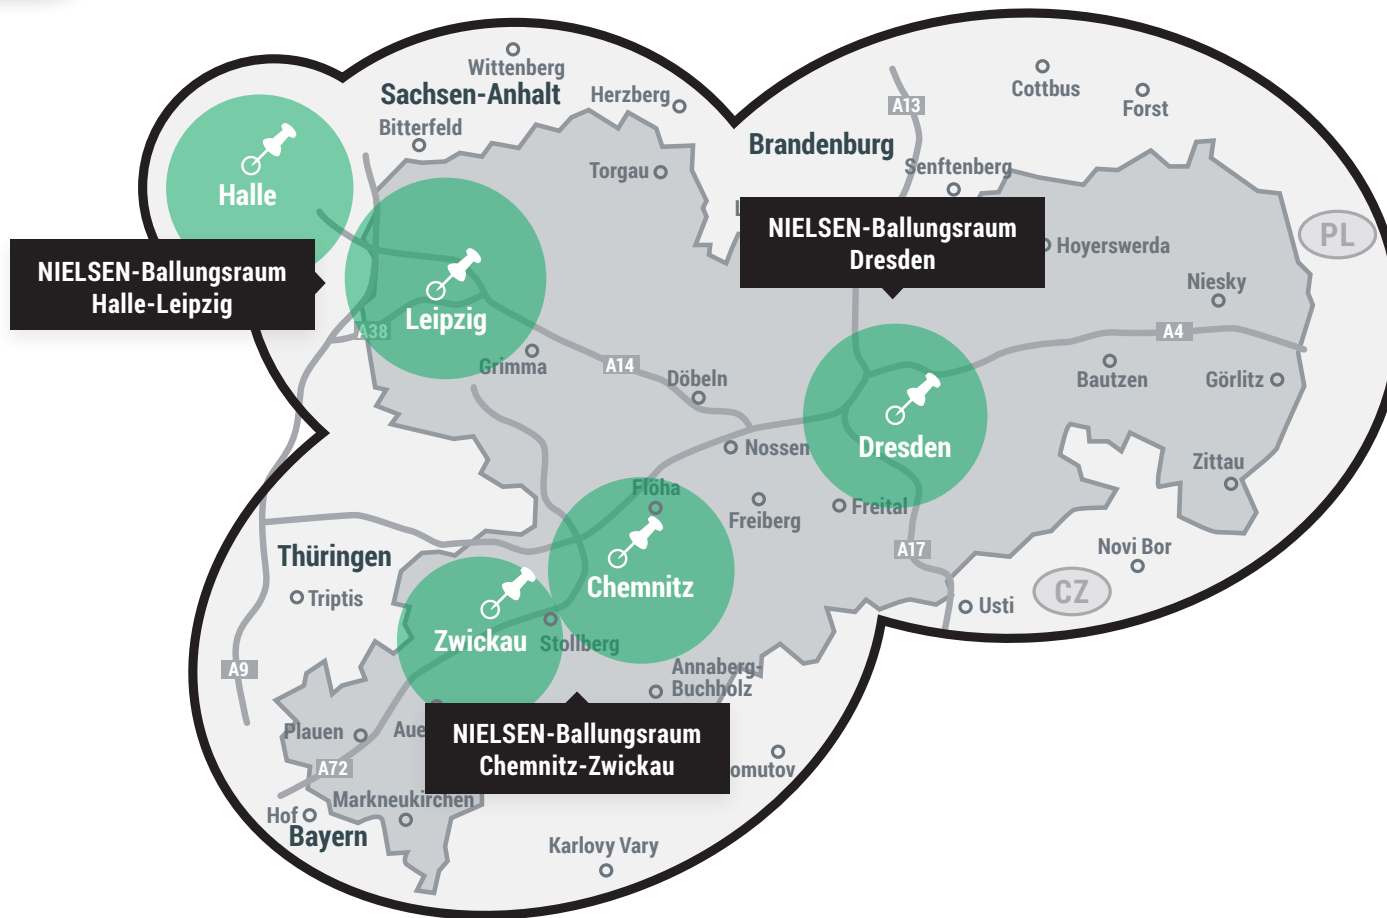 Wittenberg
Sachsen-Anhalt
Herzberg
Bitterfeld
Torgau
Cottbus
Forst
A13
Brandenburg
Senftenberg
Halle
L
NIELSEN-Ballungsraum
Dresden
Hoyerswerda
PL
Niesky
NIELSEN-Ballungsraum
Halle-Leipzig
Leipzig
A38
Grimma
A14
Döbeln
A4
Bautzen
Görlitz
Nossen
Dresden
Zittau
Flöha
Freiberg
Freital
A17
Novi Bor
CZ
Usti
Thüringen
Triptis
Chemnitz
Zwickau
Stollberg
A9
Annaberg-
Buchholz
Plauen
Aue
NIELSEN-Ballungsraum
Chemnitz-Zwickau
omutov
A72
Markneukirchen
Hof
Bayern
Karlovy Vary